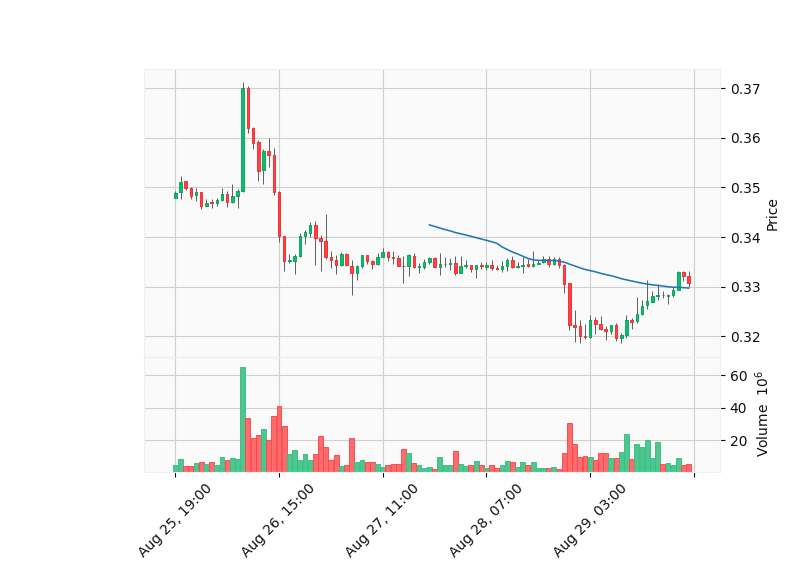 0.37
0.36
0.35
0.34
0.33
0.32
Price
60
40
20
Volume 10^6
Aug 25, 19:00
Aug 26, 15:00
Aug 27, 11:00
Aug 28, 07:00
Aug 29, 03:00